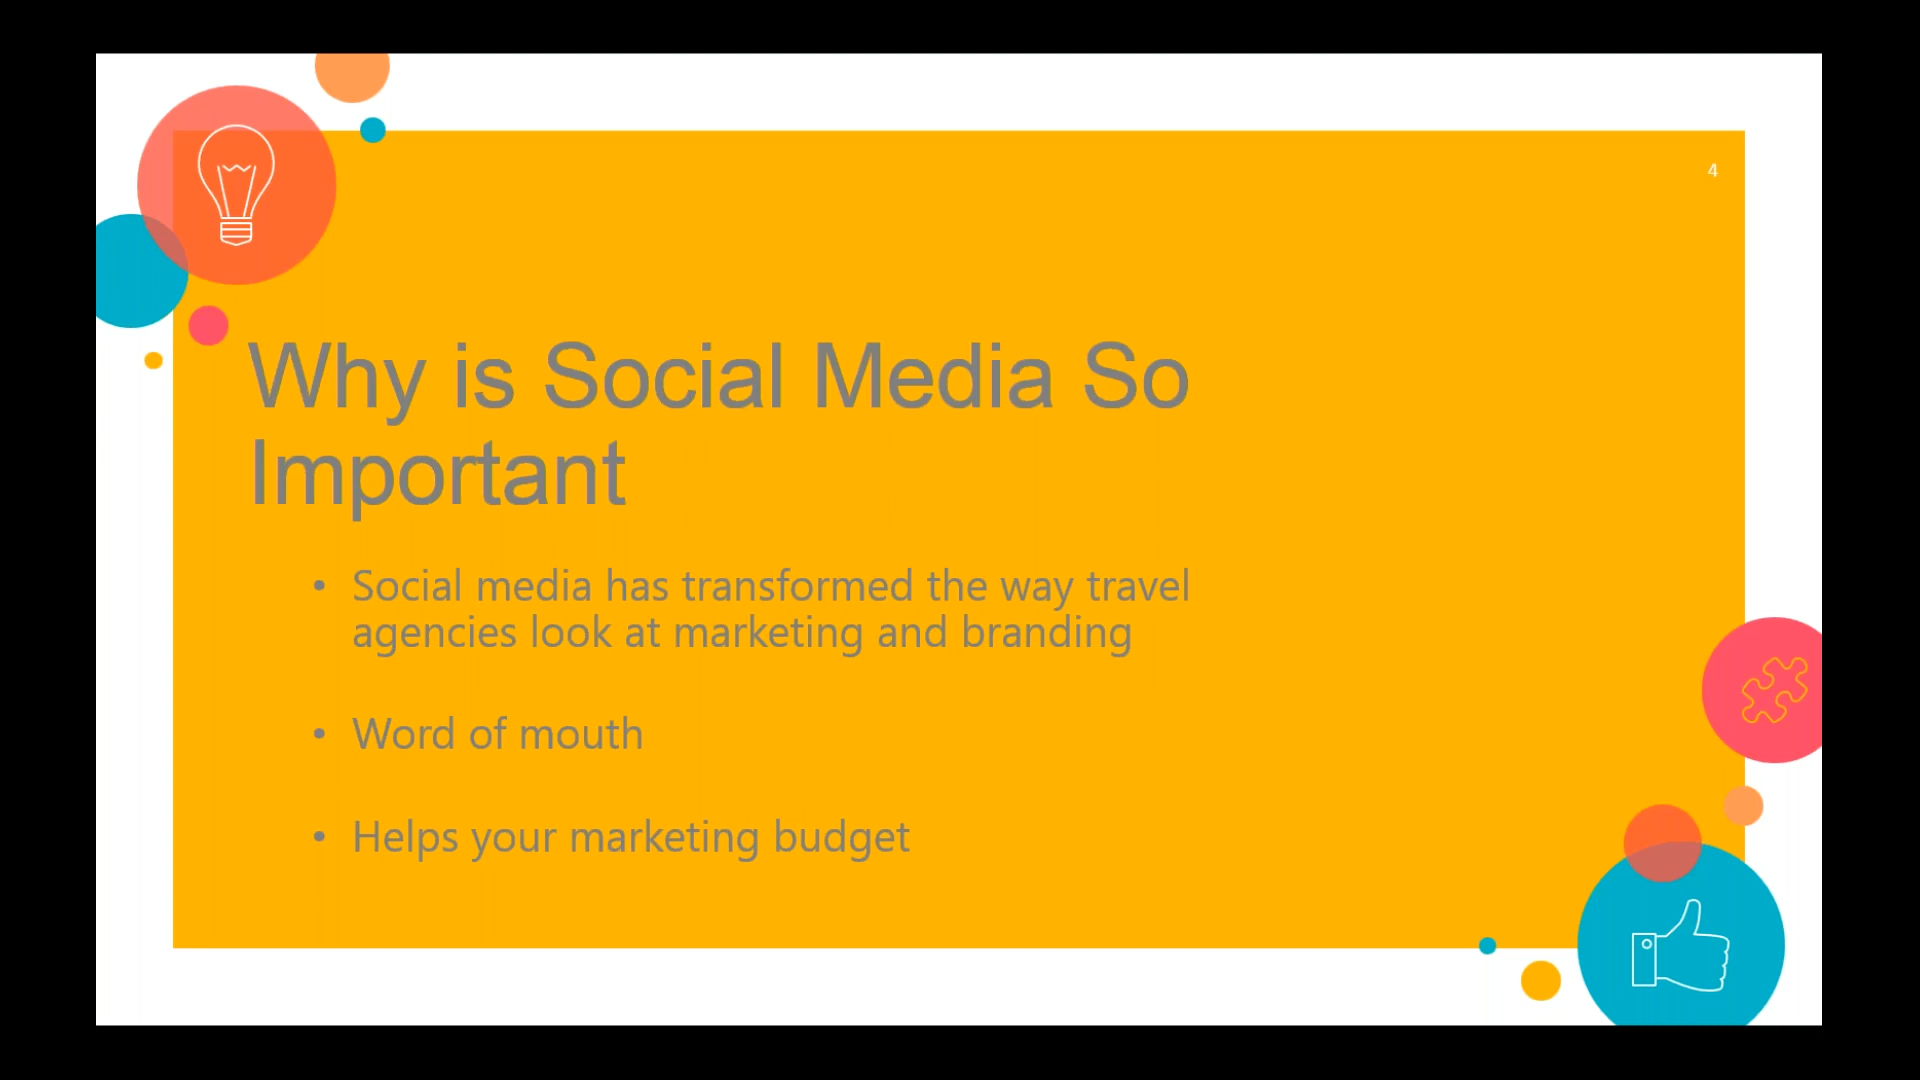 4
Why is Social Media So
Important
• Social media has transformed the way travel
agencies look at marketing and branding
• Word of mouth
• Helps your marketing budget